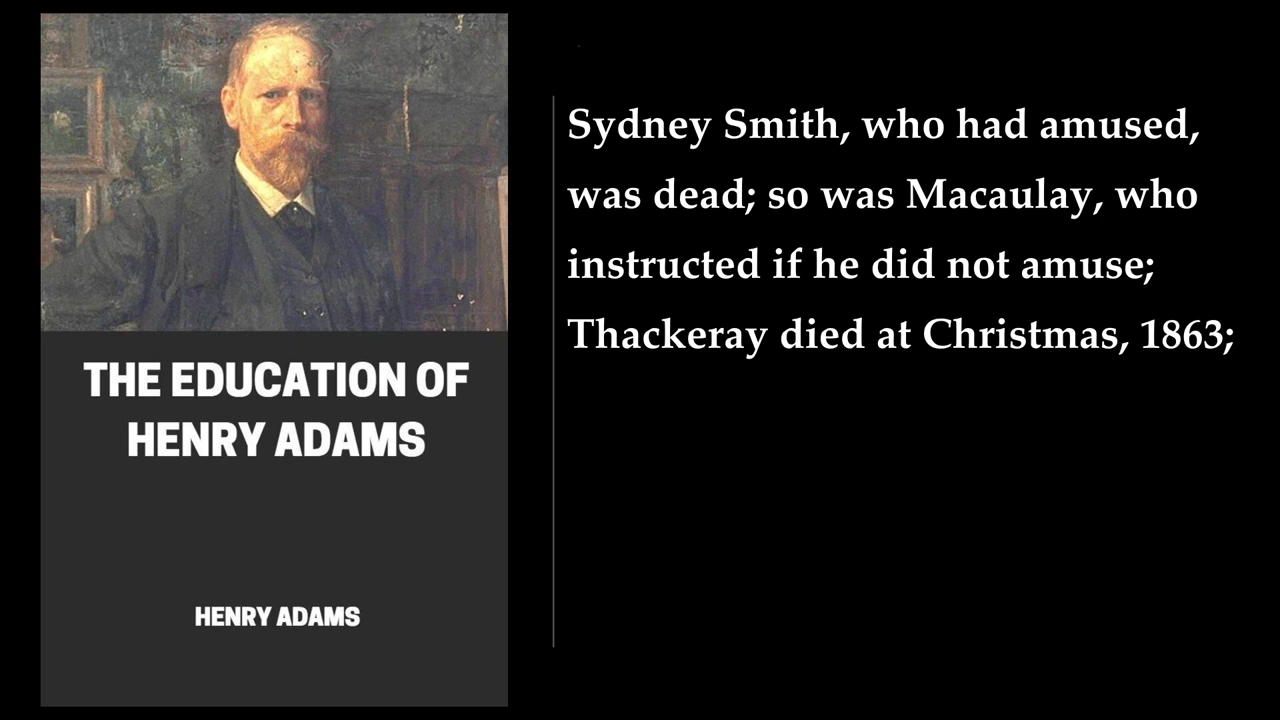 THE EDUCATION OF
HENRY ADAMS
HENRY ADAMS
Sydney Smith, who had amused,
was dead; so was Macaulay, who
instructed if he did not amuse;
Thackeray died at Christmas, 1863;